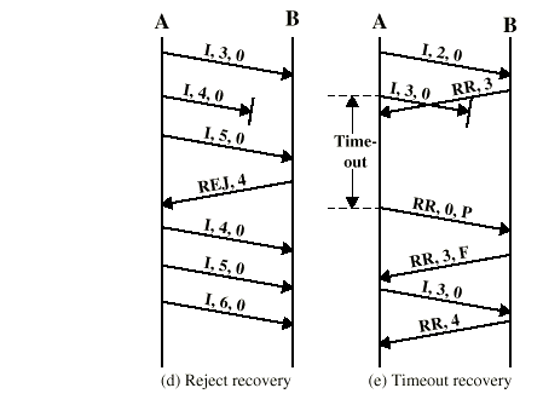 A
B
I, 3, 0
I, 4, 0
I, 5, 0
REJ, 4
I, 4, 0
I, 5, 0
I, 6, 0
(d) Reject recovery
A
B
I, 2, 0
RR, 3
I, 3, 0
Time-
out
RR, 0, P
RR, 3, F
I, 3, 0
RR, 4
(e) Timeout recovery